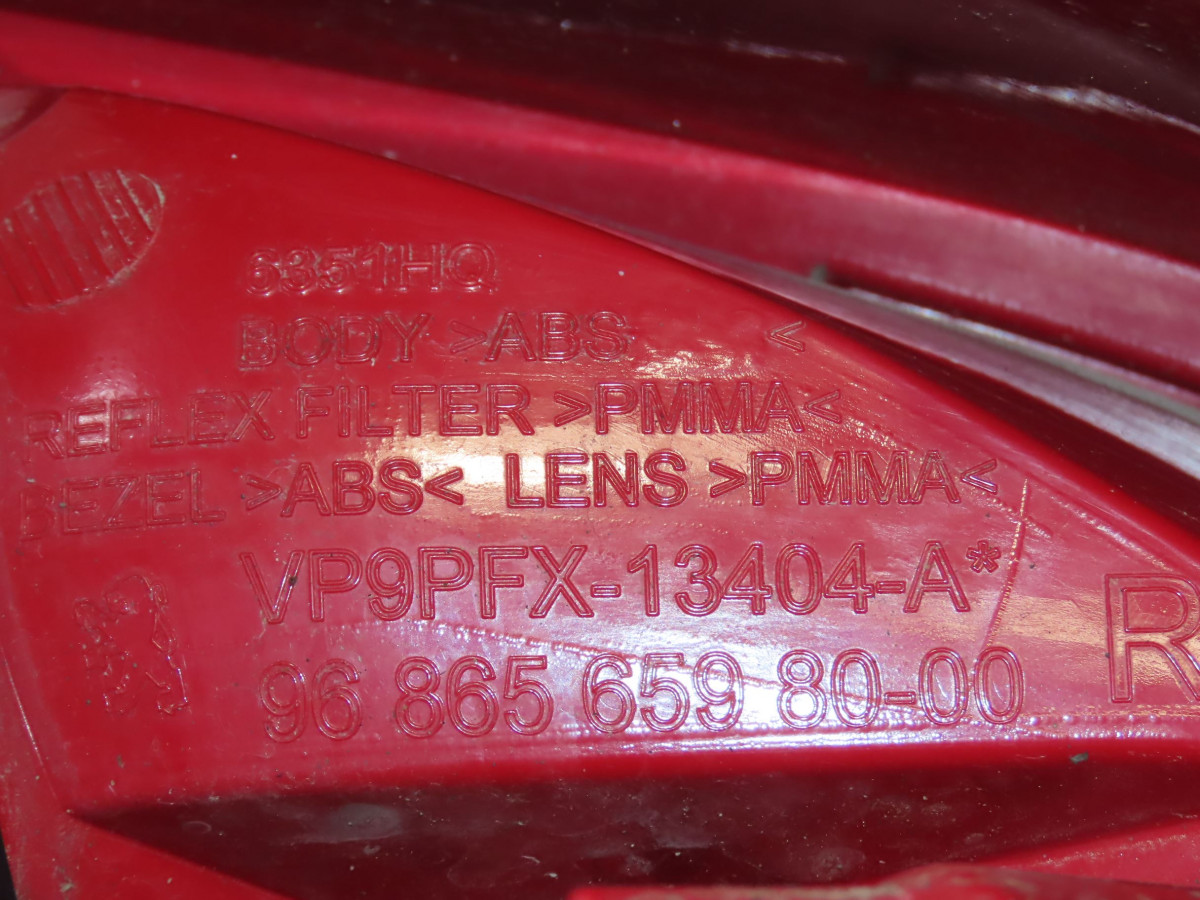 6351HQ
BODY >ABS <
REFLEX FILTER >PMMA<
BEZEL >ABS< LENS >PMMA<
VP9PFX-13404-A*
96 865 659 80-00
R